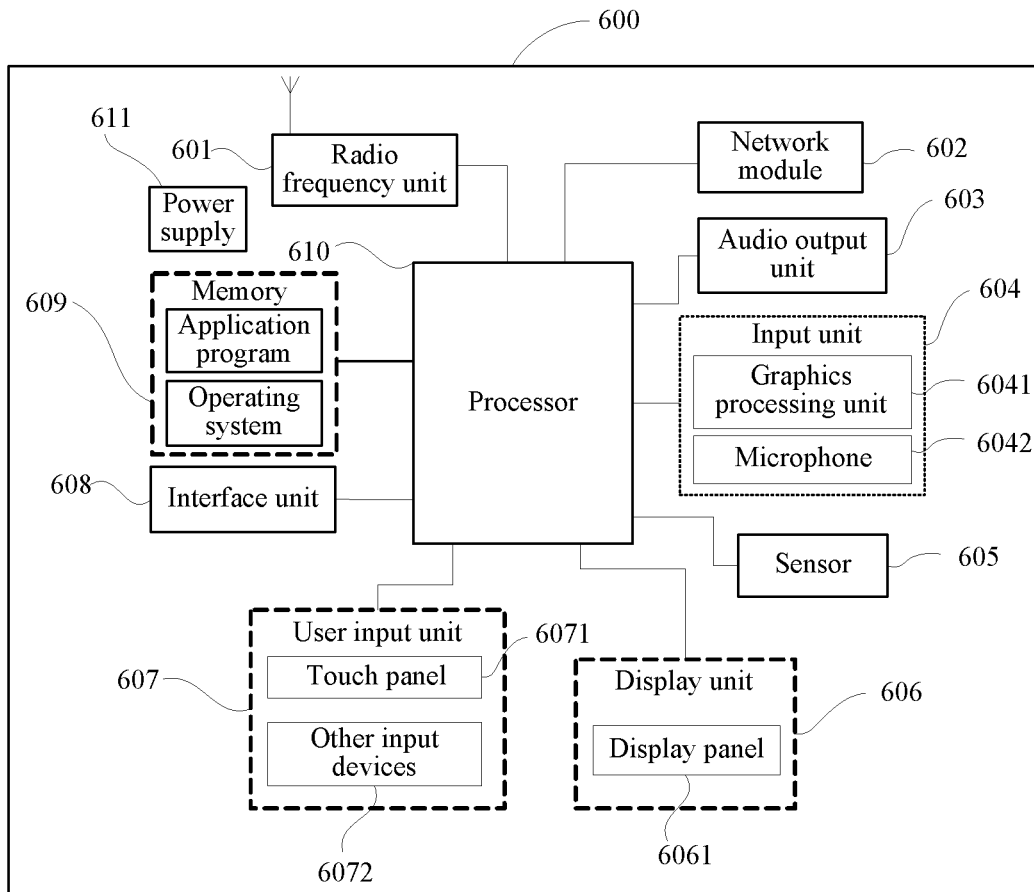 600
611
601
Radio
frequency unit
Network
module
602
Power
supply
603
610
Audio output
unit
609
Memory
Application
program
Operating
system
Processor
604
Input unit
Graphics
processing unit
6041
6042
Microphone
608
Interface unit
Sensor
605
User input unit
6071
607
Touch panel
Other input
devices
6072
Display unit
606
Display panel
6061